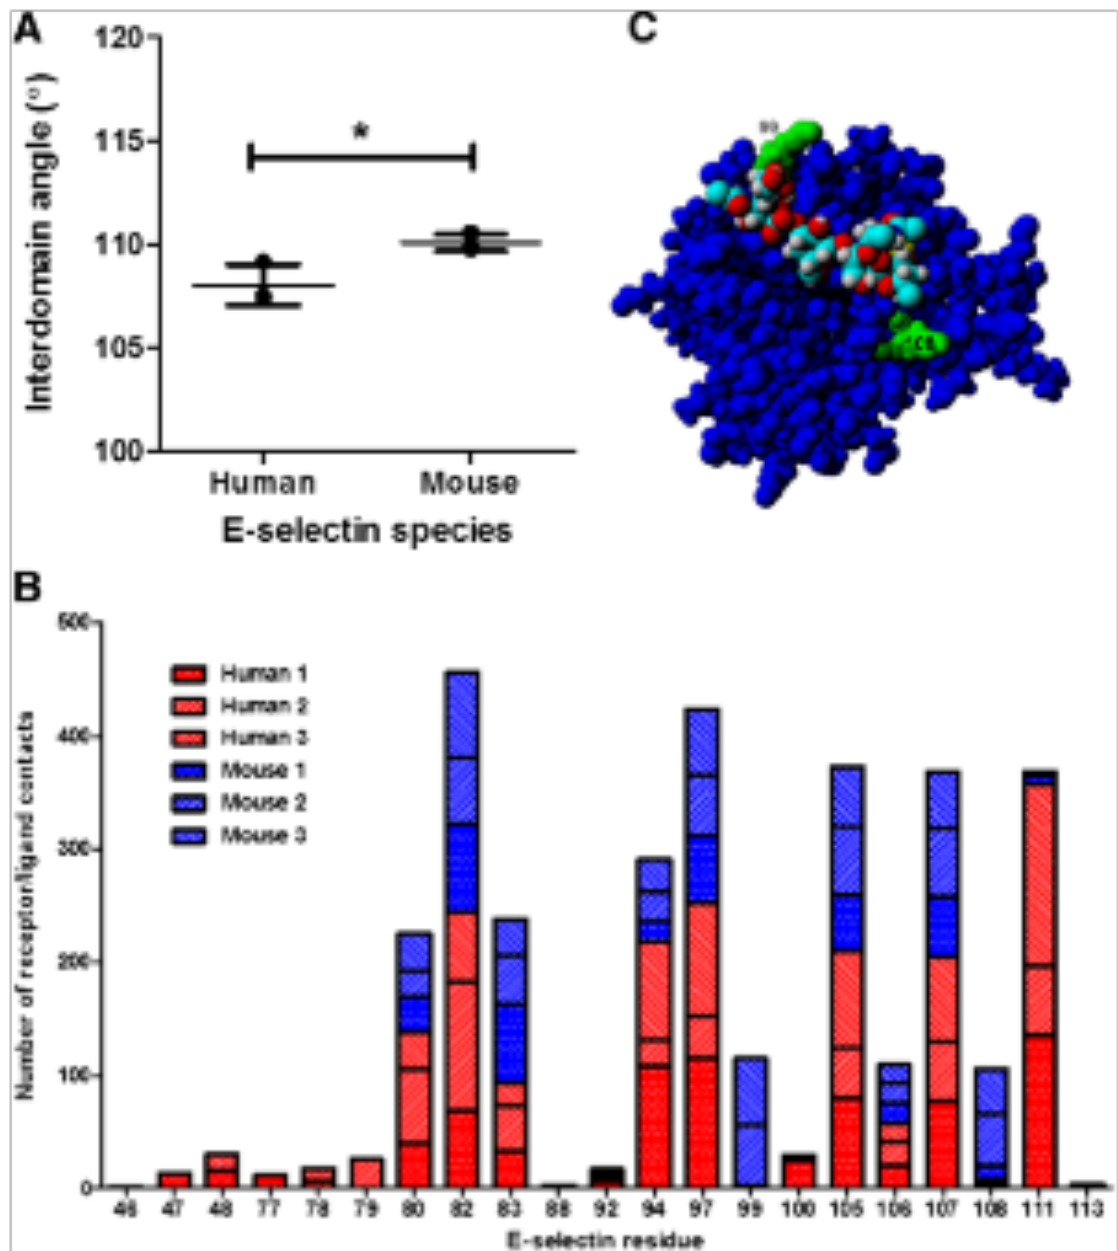 A
C
120
115
110
105
100
Interdomain angle (°)
*
Human
Mouse
E-selectin species
99
108
B
500
400
300
200
100
0
Number of receptor/ligand contacts
Human 1
Human 2
Human 3
Mouse 1
Mouse 2
Mouse 3
46 47 48 77 78 79 80 82 83 88 92 94 97 99 100 105 106 107 108 111 113
E-selectin residue